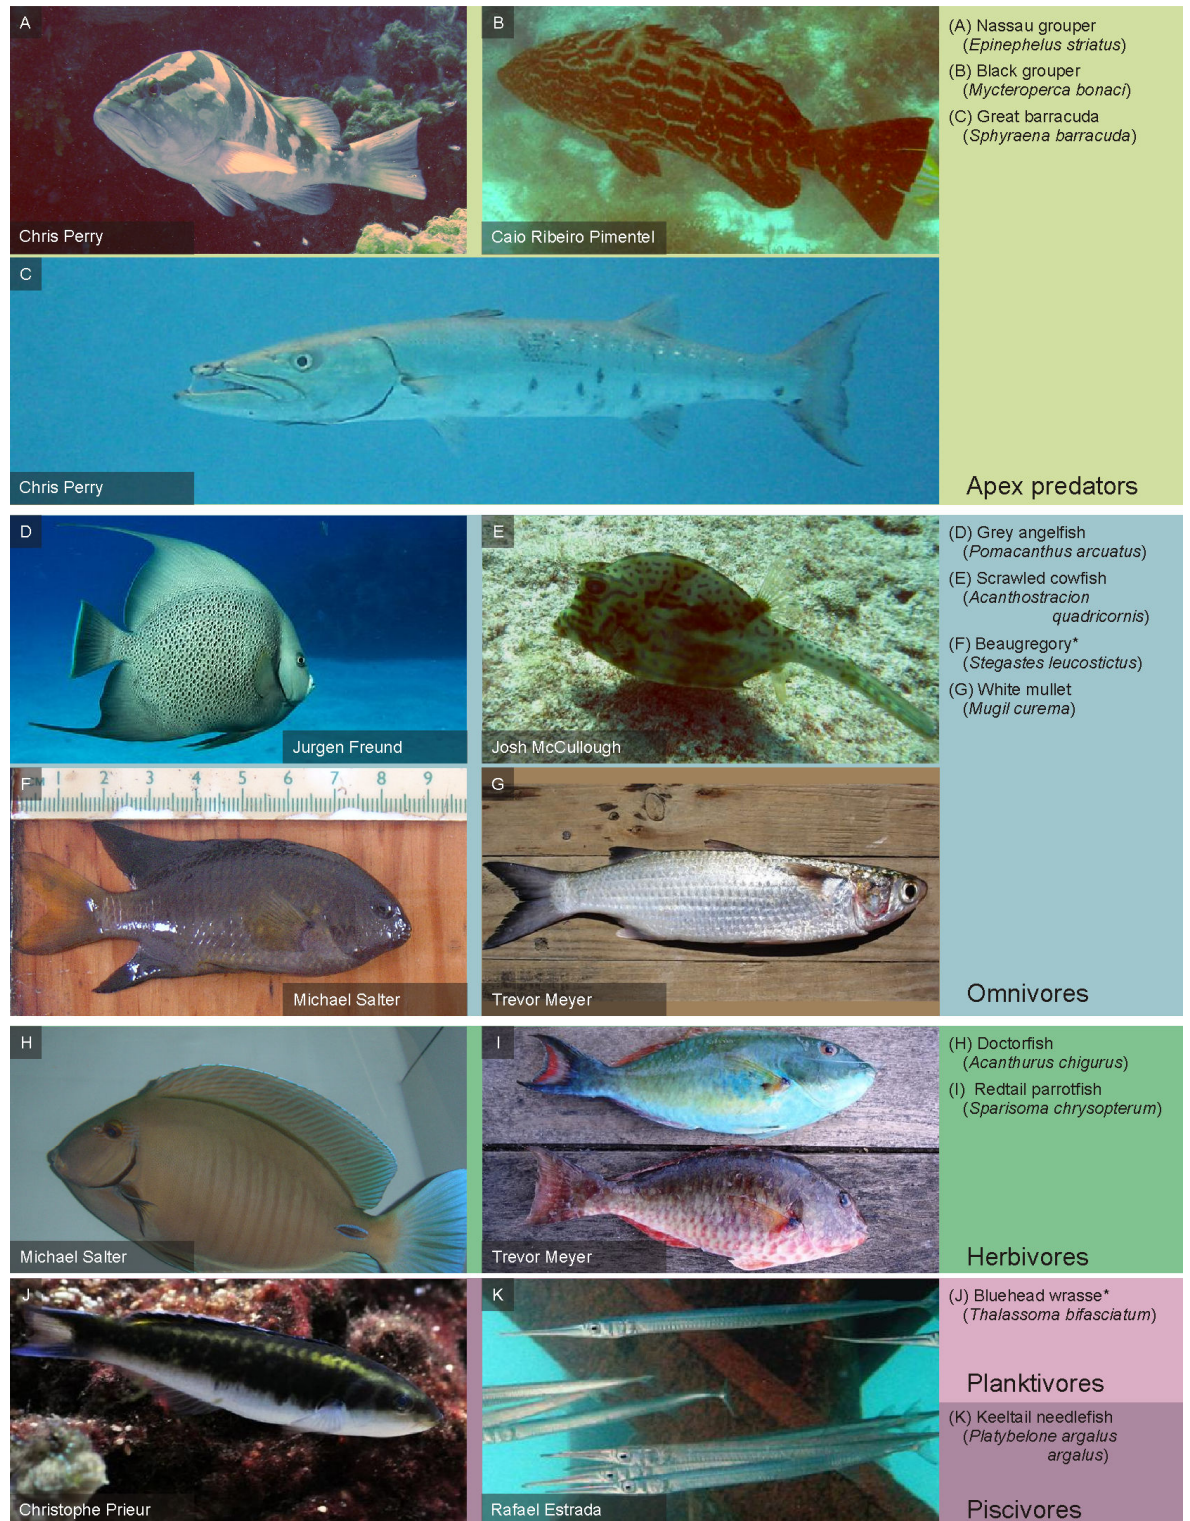 A
Chris Perry
B
Caio Ribeiro Pimentel
(A) Nassau grouper
(Epinephelus striatus)
(B) Black grouper
(Mycteroperca bonaci)
(C) Great barracuda
(Sphyraena barracuda)
C
Chris Perry
Apex predators
D
Jurgen Freund
E
Josh McCullough
(D) Grey angelfish
(Pomacanthus arcuatus)
(E) Scrawled cowfish
(Acanthostracion
quadricornis)
(F) Beaugregory*
(Stegastes leucostictus)
(G) White mullet
(Mugil curema)
F
1 2 3 4 5 6 7 8 9
Michael Salter
G
Trevor Meyer
Omnivores
H
Michael Salter
I
Trevor Meyer
(H) Doctorfish
(Acanthurus chigurus)
(I) Redtail parrotfish
(Sparisoma chrysopterum)
Herbivores
J
Christophe Prieur
K
Rafael Estrada
(J) Bluehead wrasse*
(Thalassoma bifasciatum)
Planktivores
(K) Keeltail needlefish
(Platybelone argalus
argalus)
Piscivores